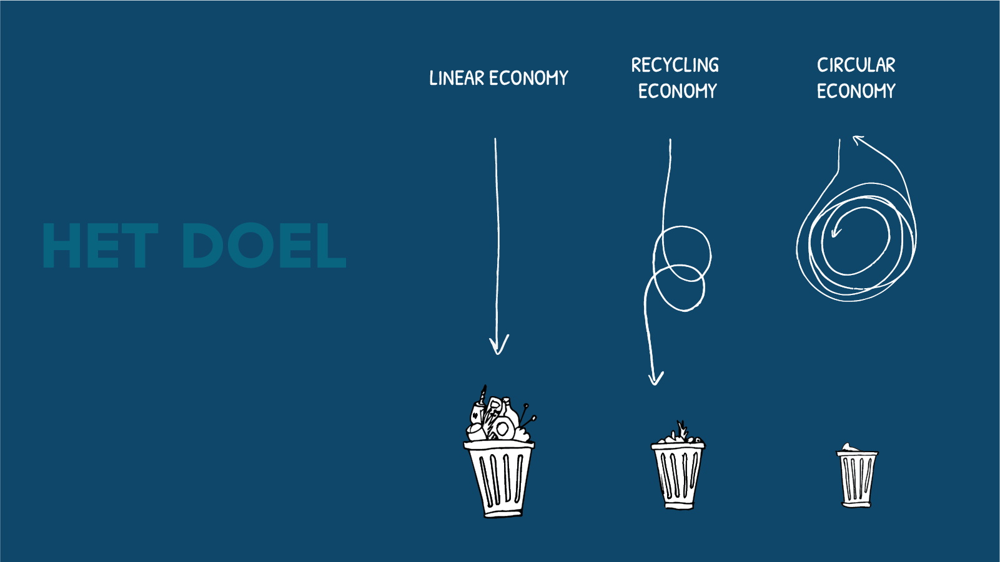 HET DOEL
LINEAR ECONOMY
RECYCLING
ECONOMY
CIRCULAR
ECONOMY